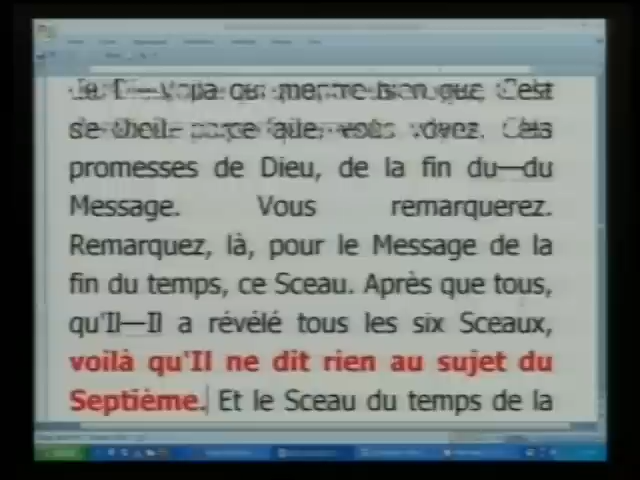 promesses de Dieu, de la fin du—du
Message. Vous remarquerez.
Remarquez, là, pour le Message de la
fin du temps, ce Sceau. Après que tous,
qu'Il—Il a révélé tous les six Sceaux,
voilà qu'Il ne dit rien au sujet du
Septième. Et le Sceau du temps de la